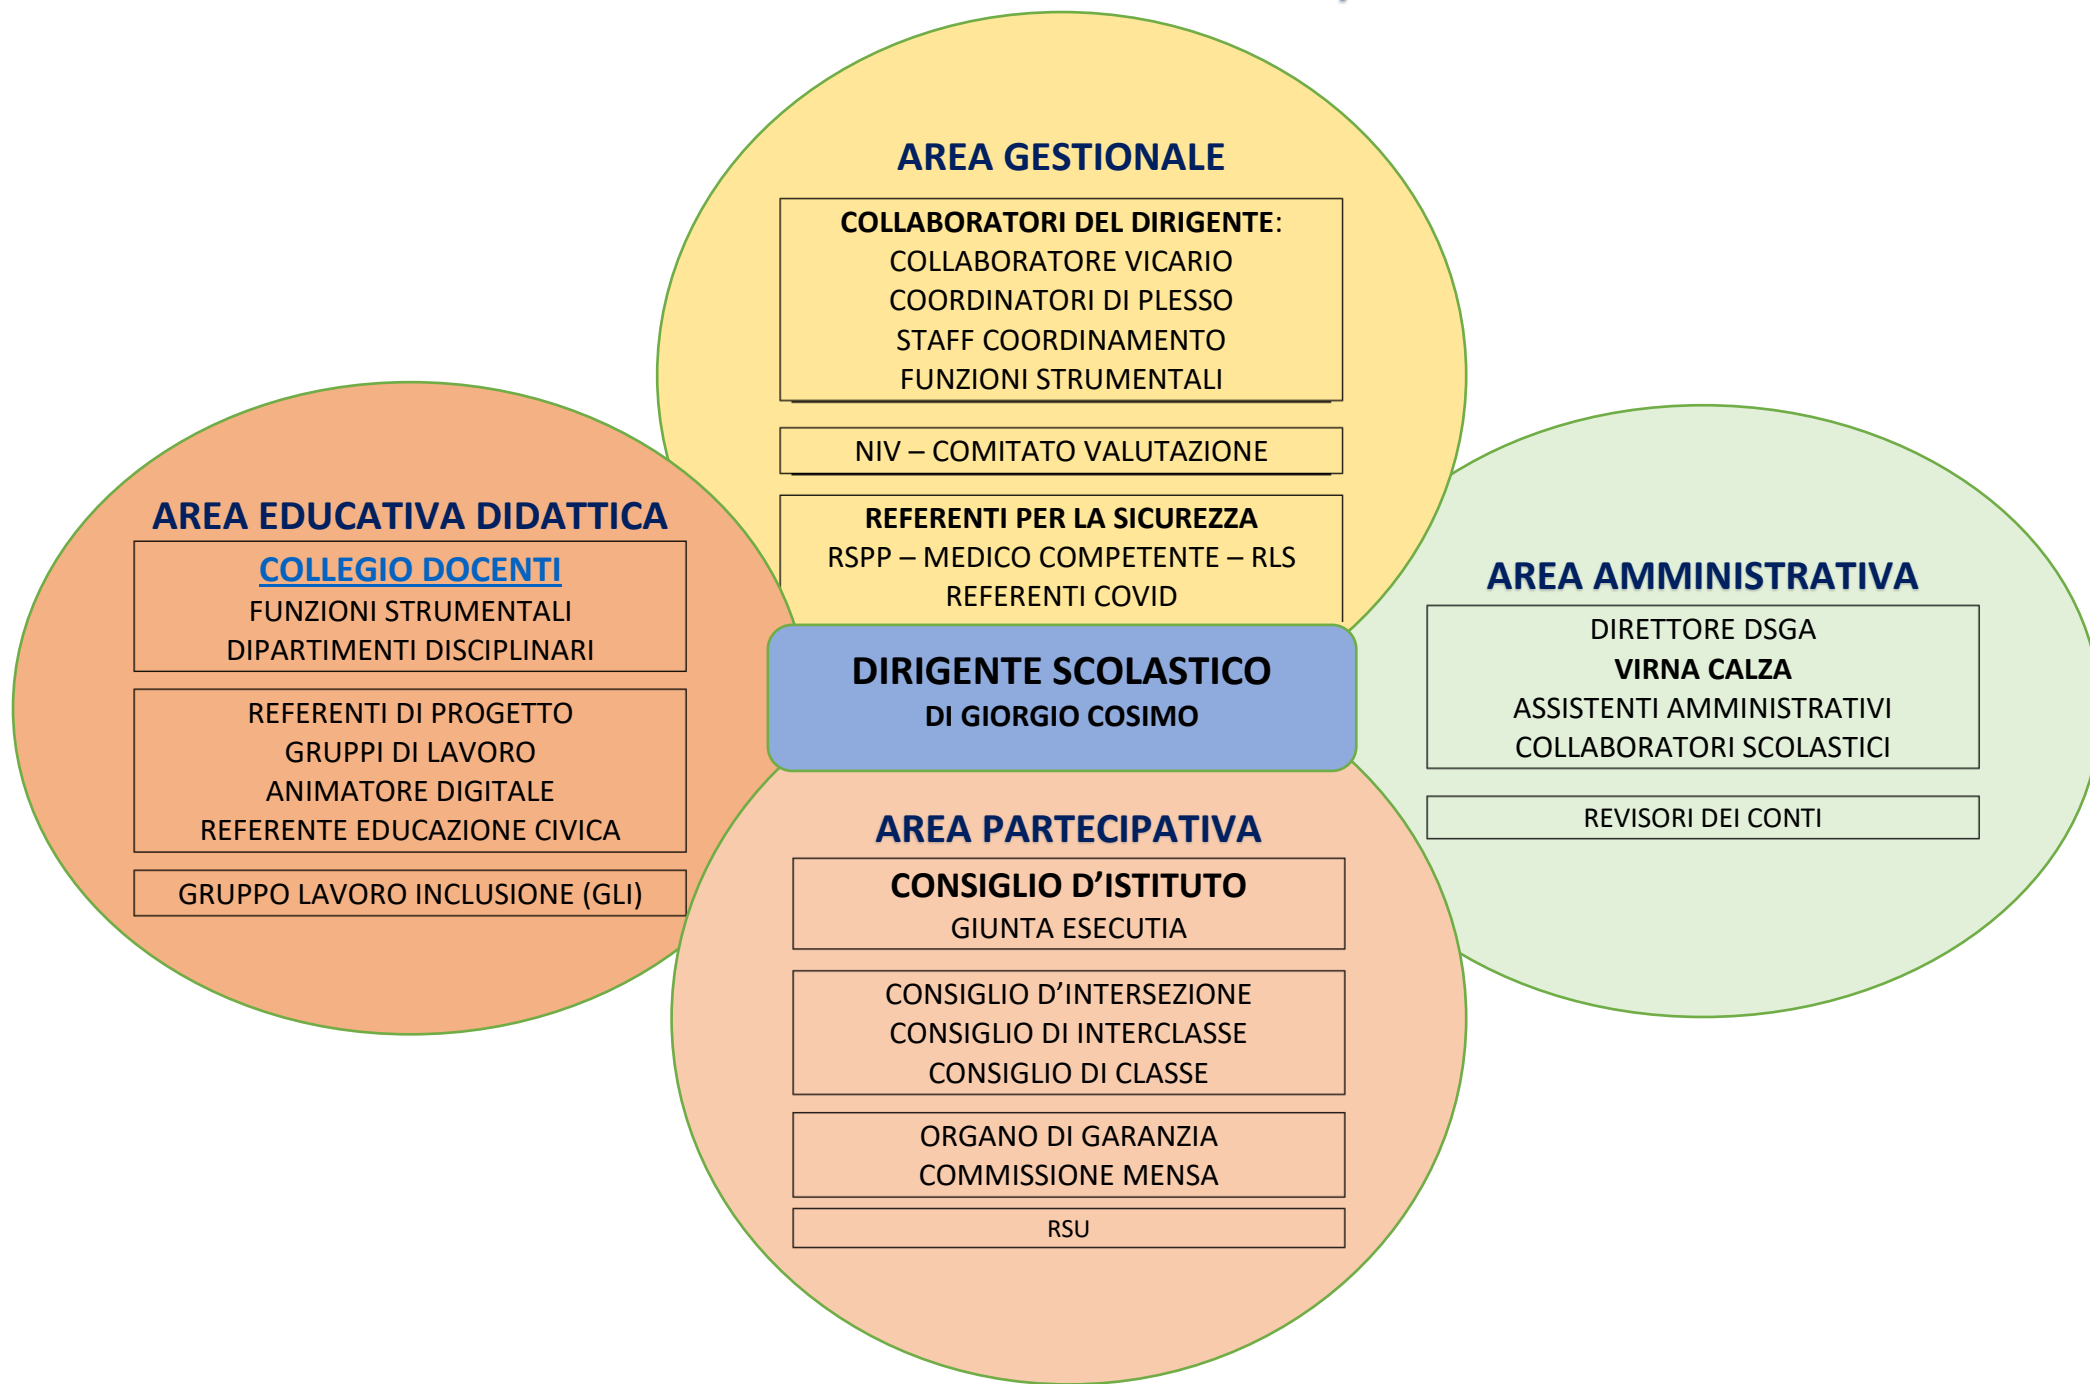 AREA GESTIONALE
COLLABORATORI DEL DIRIGENTE:
COLLABORATORE VICARIO
COORDINATORI DI PLESSO
STAFF COORDINAMENTO
FUNZIONI STRUMENTALI
NIV – COMITATO VALUTAZIONE
REFERENTI PER LA SICUREZZA
RSPP – MEDICO COMPETENTE – RLS
REFERENTI COVID
AREA EDUCATIVA DIDATTICA
COLLEGIO DOCENTI
FUNZIONI STRUMENTALI
DIPARTIMENTI DISCIPLINARI
REFERENTI DI PROGETTO
GRUPPI DI LAVORO
ANIMATORE DIGITALE
REFERENTE EDUCAZIONE CIVICA
GRUPPO LAVORO INCLUSIONE (GLI)
DIRIGENTE SCOLASTICO
DI GIORGIO COSIMO
AREA AMMINISTRATIVA
DIRETTORE DSGA
VIRNA CALZA
ASSISTENTI AMMINISTRATIVI
COLLABORATORI SCOLASTICI
REVISORI DEI CONTI
AREA PARTECIPATIVA
CONSIGLIO D’ISTITUTO
GIUNTA ESECUTIA
CONSIGLIO D’INTERSEZIONE
CONSIGLIO DI INTERCLASSE
CONSIGLIO DI CLASSE
ORGANO DI GARANZIA
COMMISSIONE MENSA
RSU